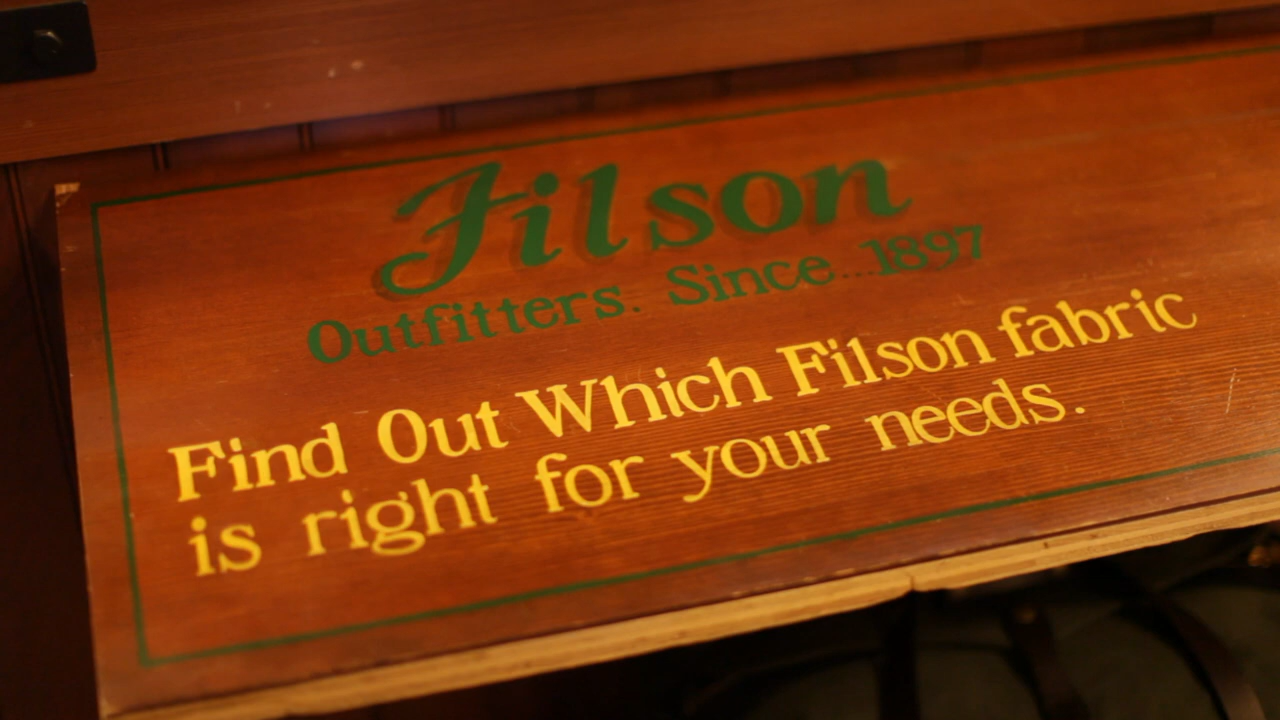 Filson
Outfitters. Since...1897
Find Out Which Filson fabric
is right for your needs.